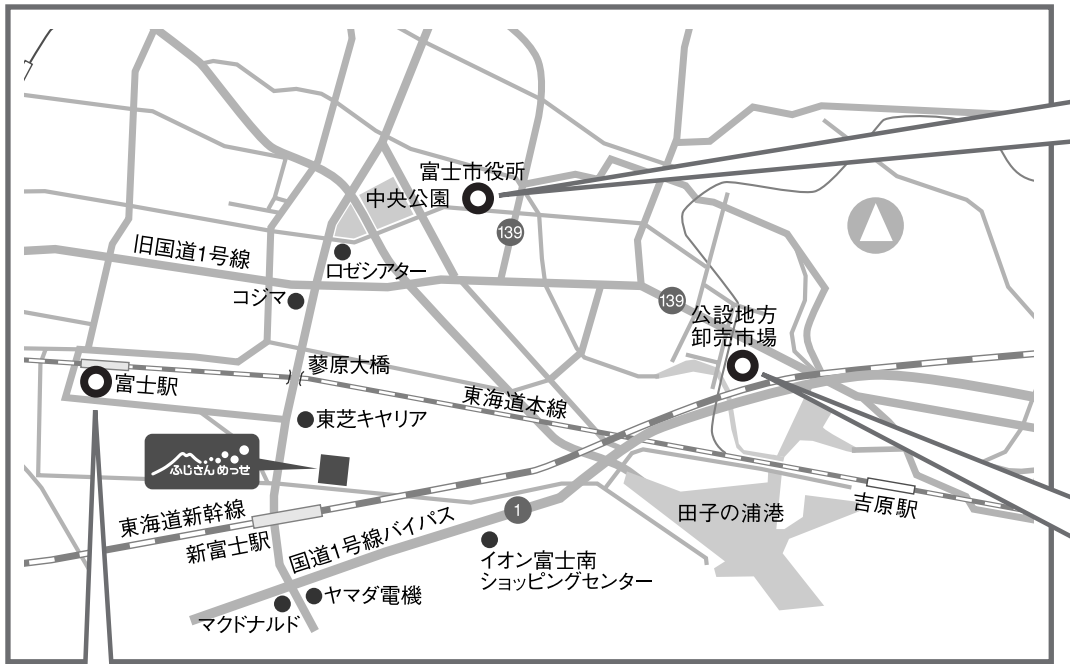 富士市役所
中央公園
139
旧国道1号線
ロゼシアター
コジマ
139
公設地方
卸売市場
蓼原大橋
富士駅
東海道本線
東芝キヤリア
ふじさんめっせ
東海道新幹線
新富士駅
国道1号線バイパス
1
田子の浦港
吉原駅
イオン富士南
ショッピングセンター
ヤマダ電機
マクドナルド